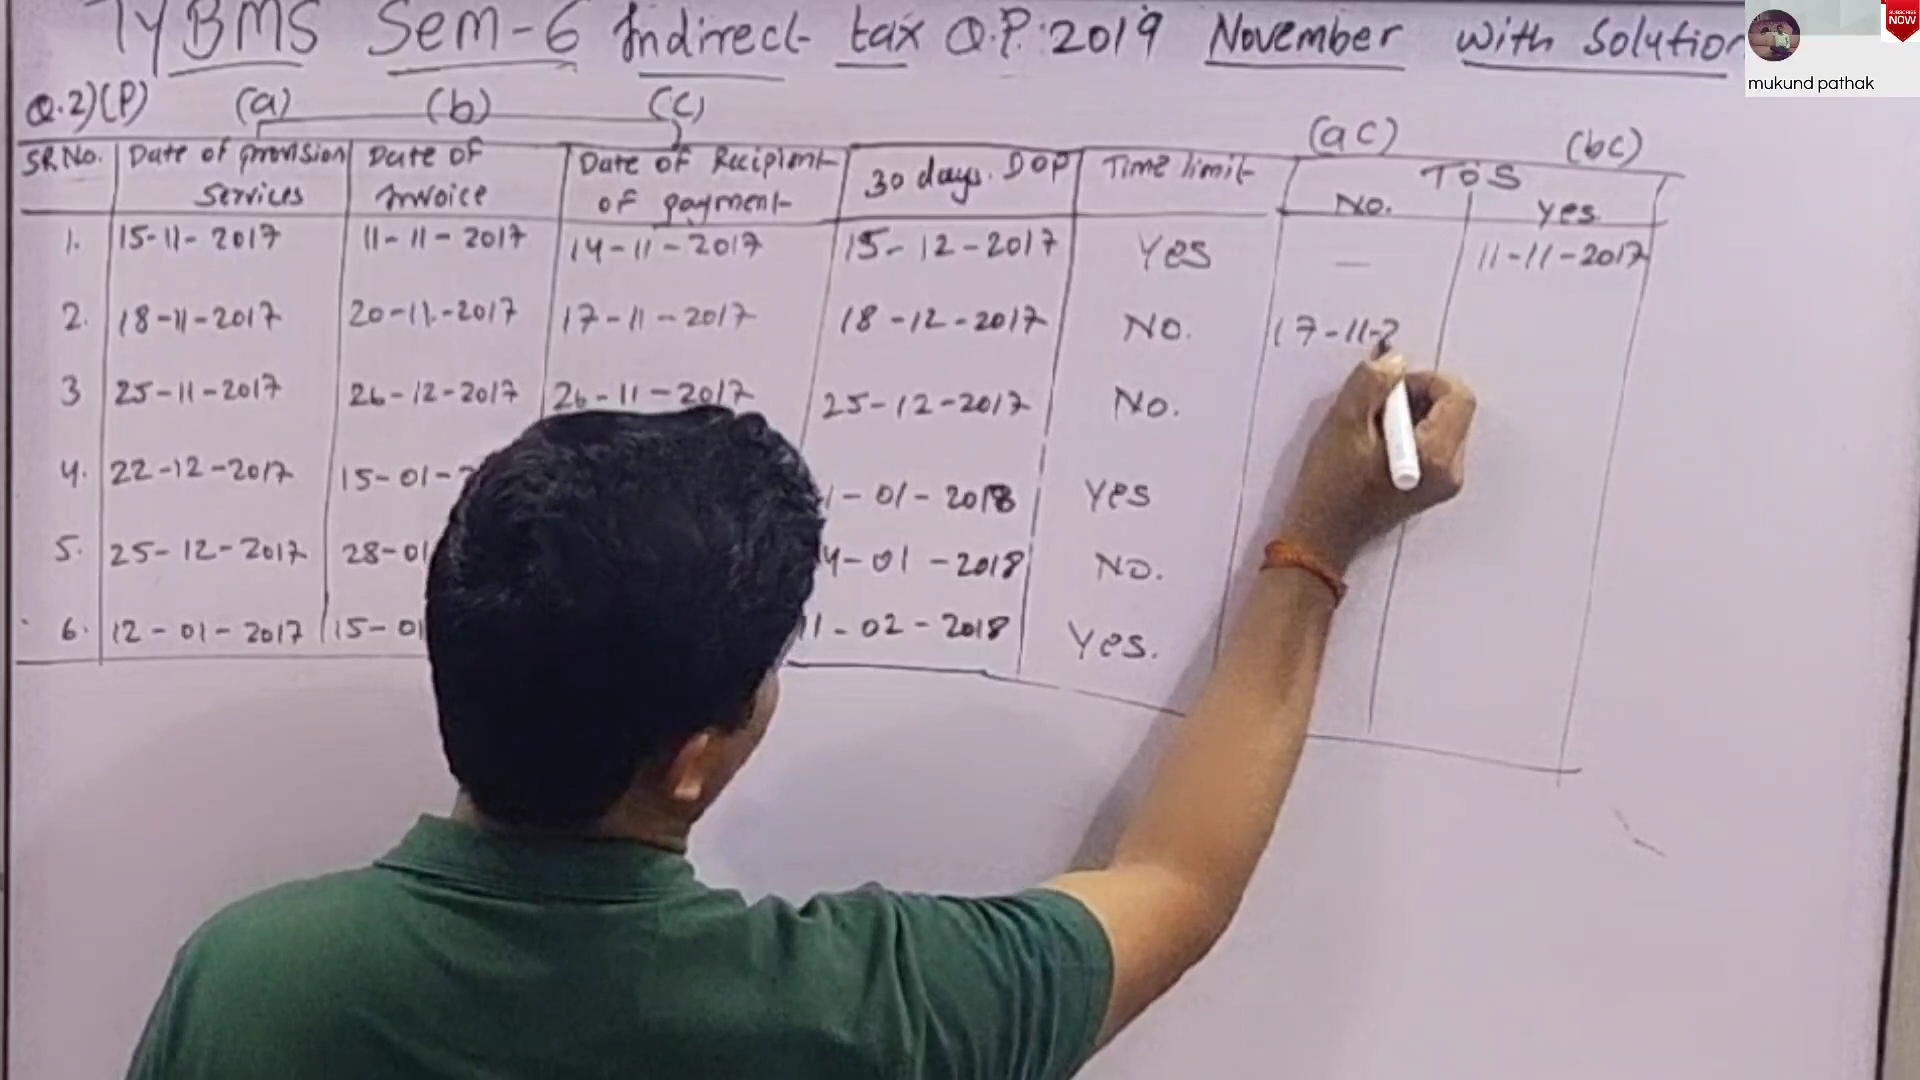 TYBMS Sem-6 Indirect tax Q.P.:2019 November With Solution
SUBSCRIBE NOW
mukund pathak
Q.2)(P) (a) (b) (c) (ac) (bc)
SR.No. Date of provision Services Date of Invoice Date of Recipient of payment 30 days. DOP Time limit TOS No. Yes
1. 15-11-2017 11-11-2017 14-11-2017 15-12-2017 Yes — 11-11-2017
2. 18-11-2017 20-11-2017 17-11-2017 18-12-2017 No. 17-11-2
3 25-11-2017 26-12-2017 26-11-2017 25-12-2017 No.
4. 22-12-2017 15-01- 1-01-2018 Yes
5. 25-12-2017 28-01 4-01-2018 No.
6. 12-01-2017 15-01 11-02-2018 Yes.